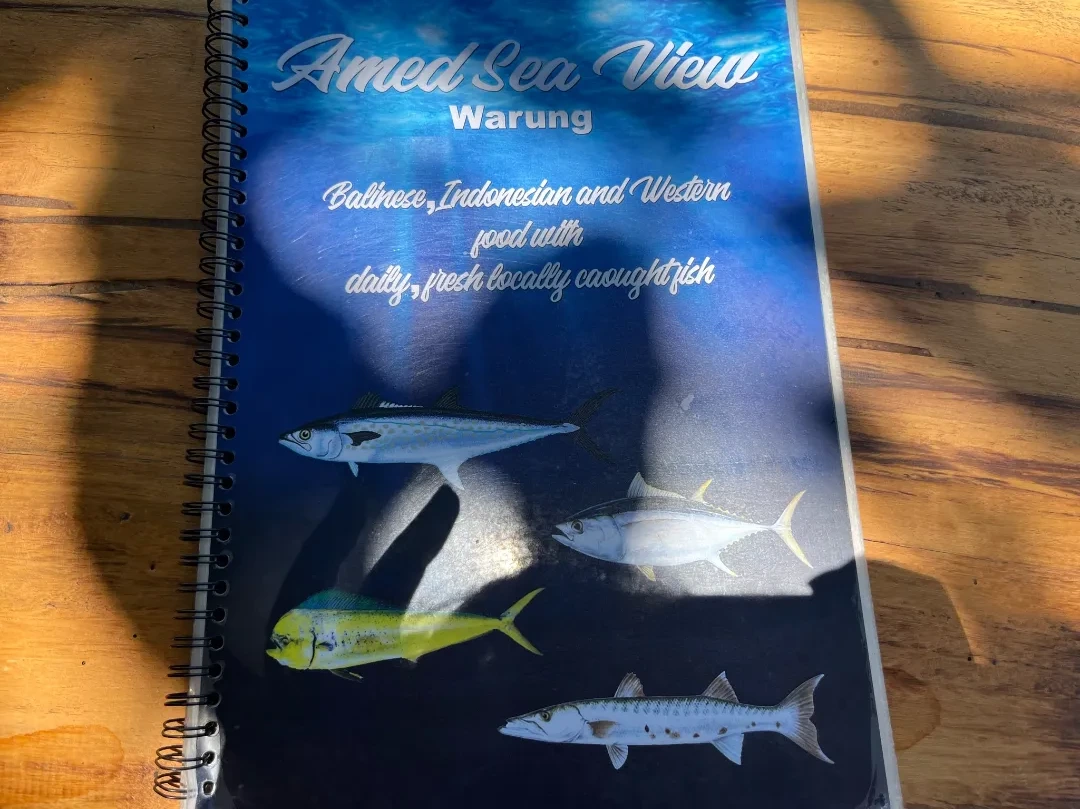 Amed Sea View
Warung
Balinese, Indonesian and Western
food with
daily, fresh locally caought fish